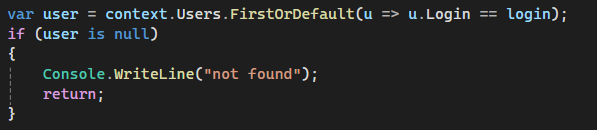 var user = context.Users.FirstOrDefault(u => u.Login == login);
if (user is null)
{
    Console.WriteLine("not found");
    return;
}